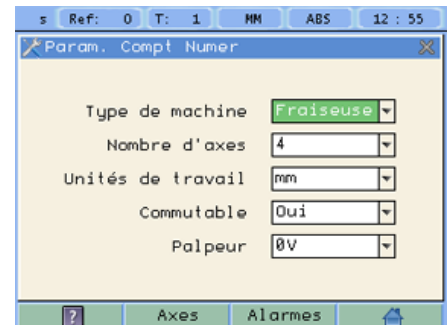 s Ref: 0 T: 1 MM ABS 12 : 55
Param. Compt Numer
Type de machine Fraiseuse
Nombre d'axes 4
Unités de travail mm
Commutable Oui
Palpeur 0V
? Axes Alarmes